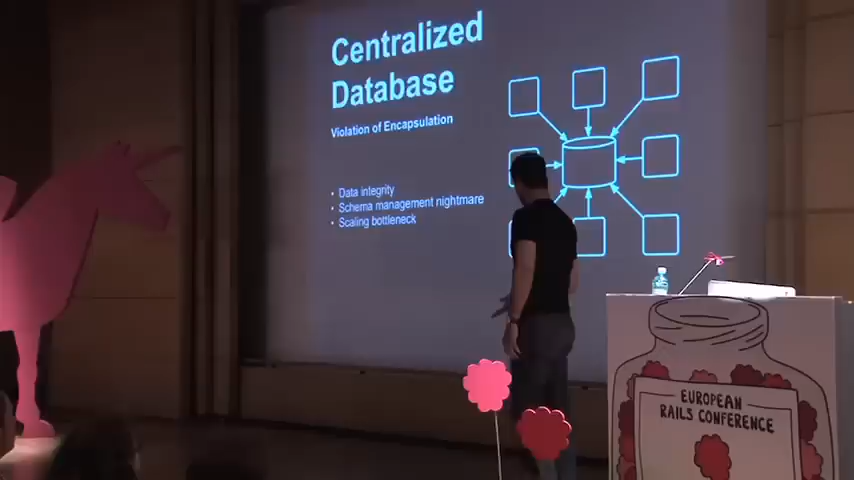 Centralized
Database
Violation of Encapsulation
• Data integrity
• Schema management nightmare
• Scaling bottleneck
EUROPEAN
RAILS CONFERENCE